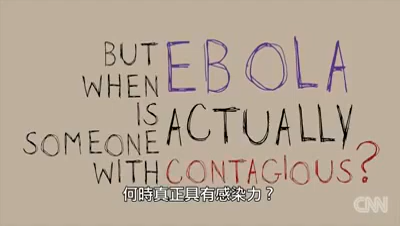 BUT
WHEN
IS
SOMEONE
WITH
EBOLA
ACTUALLY
CONTAGIOUS?
何時真正具有感染力？
CNN